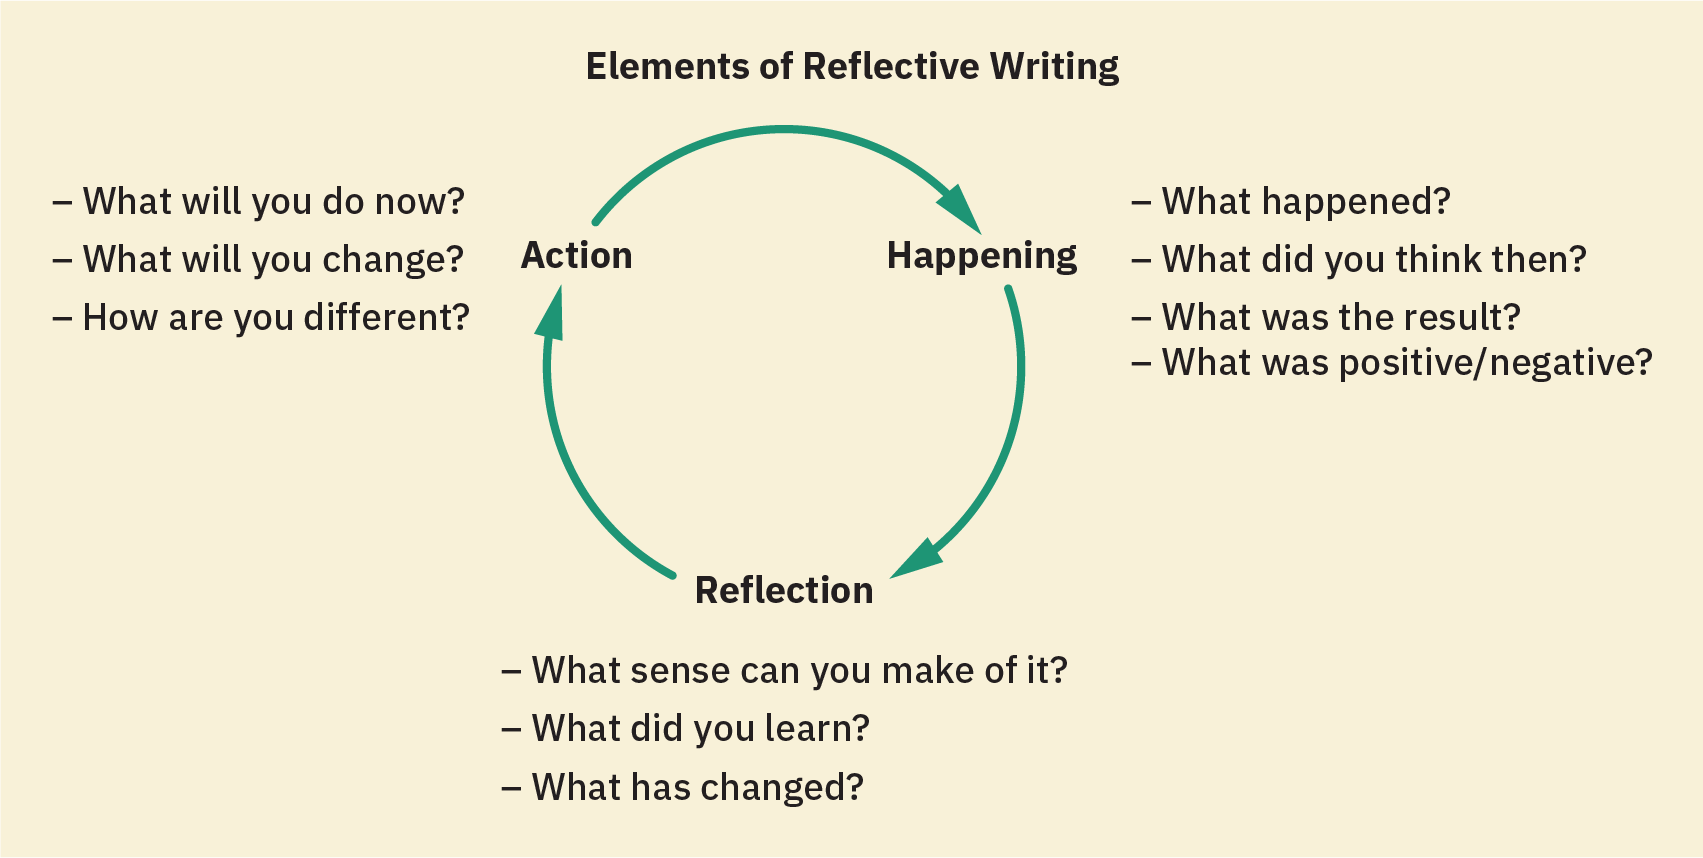 Elements of Reflective Writing
Action
– What will you do now?
– What will you change?
– How are you different?
Happening
– What happened?
– What did you think then?
– What was the result?
– What was positive/negative?
Reflection
– What sense can you make of it?
– What did you learn?
– What has changed?